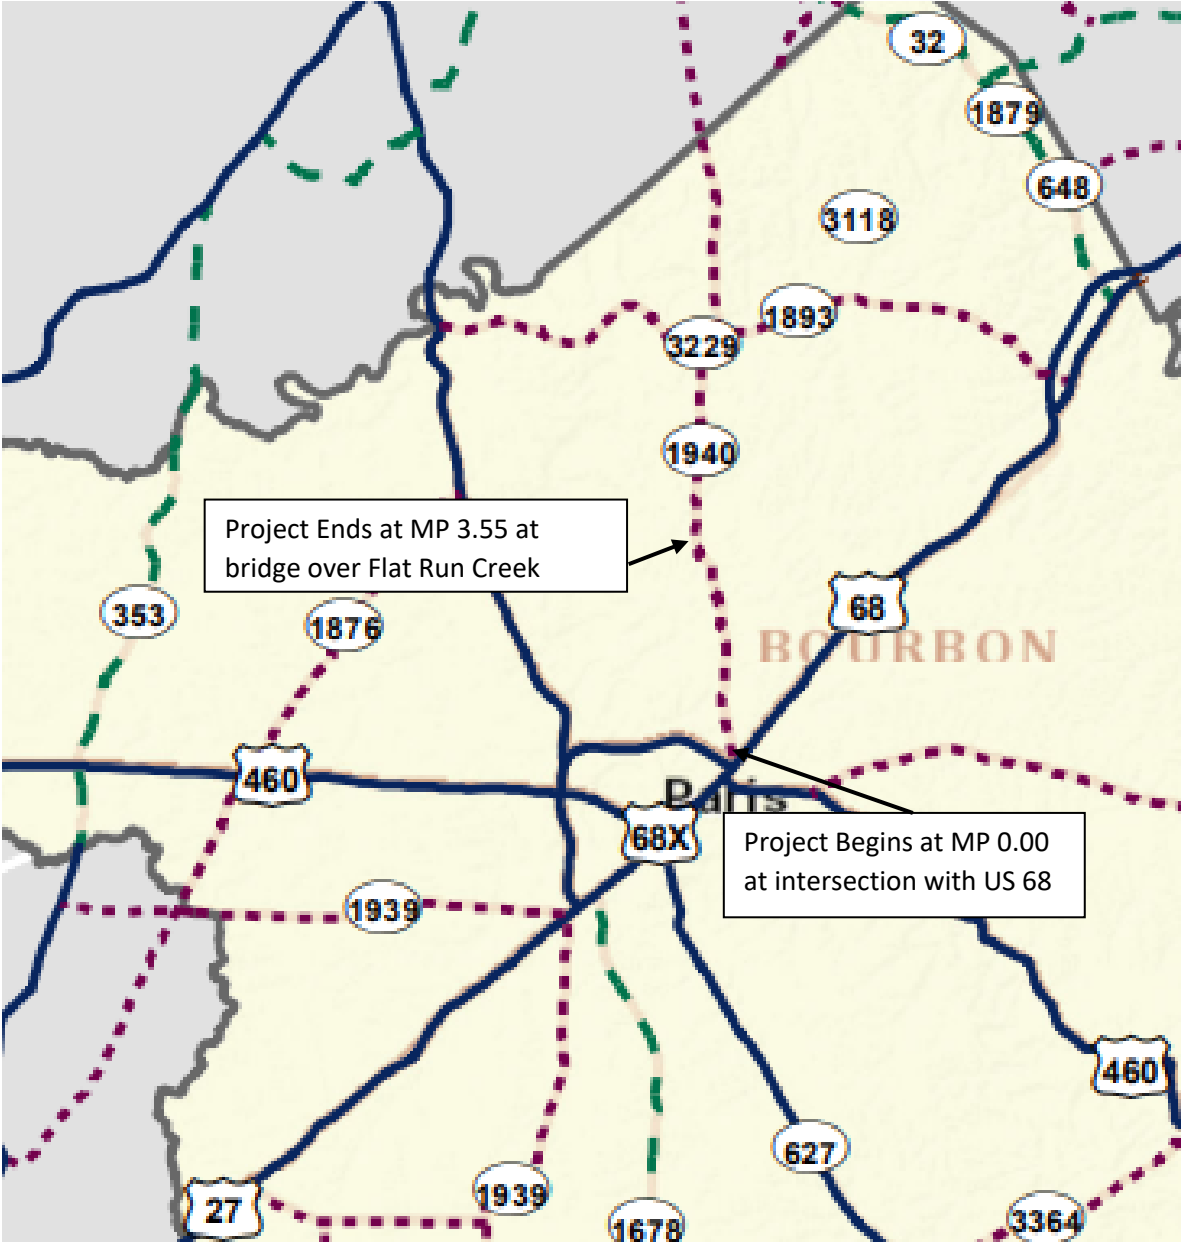 32
1879
648
3118
1893
3229
1940
Project Ends at MP 3.55 at
bridge over Flat Run Creek
353
1876
68
BOURBON
460
Paris
68X
Project Begins at MP 0.00
at intersection with US 68
1939
460
627
1939
27
1678
3364